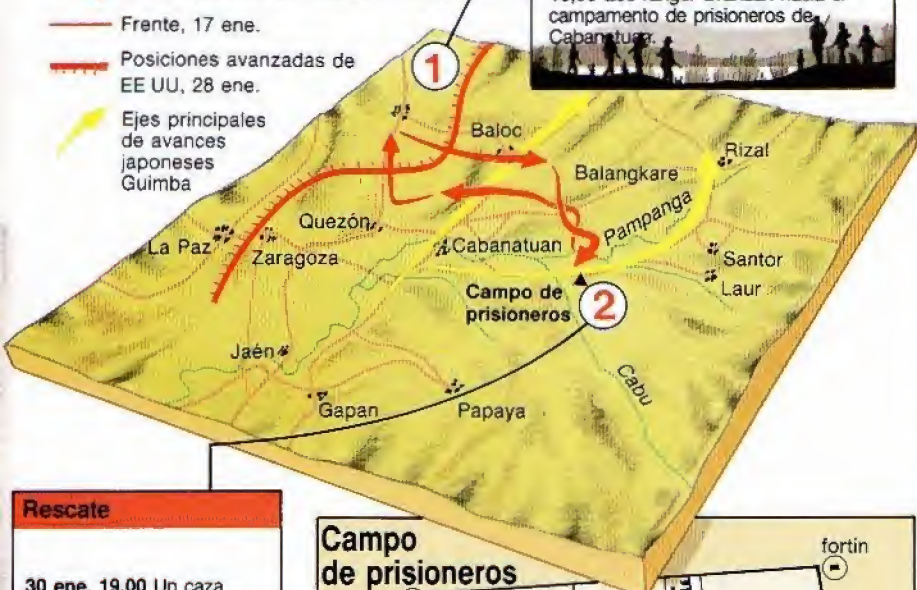 Frente, 17 ene.
Posiciones avanzadas de
EE UU, 28 ene.
Ejes principales
de avances
japoneses
Guimba
campamento de prisioneros de
Cabanatuan.
1
Baloc
Rizal
Balangkare
Pampanga
Quezón
La Paz
Zaragoza
Cabanatuan
Santor
Laur
Campo de
prisioneros
2
Jaén
Cabu
Gapan
Papaya
Rescate
30 ene. 19.00 Un caza
Campo
de prisioneros
fortin